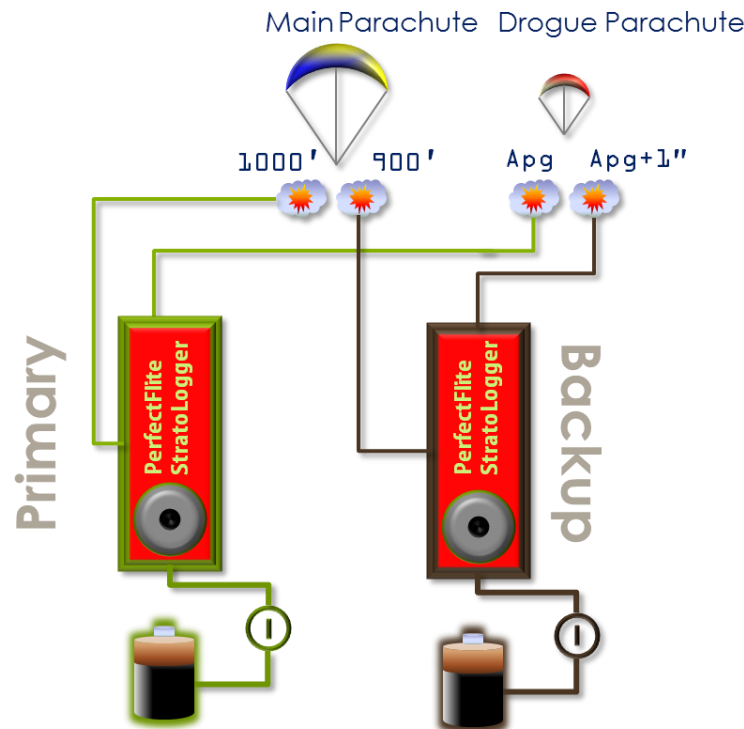 Main Parachute Drogue Parachute
1000' 900' Apg Apg+1"
Primary
PerfectFlite
StratoLogger
PerfectFlite
StratoLogger
Backup